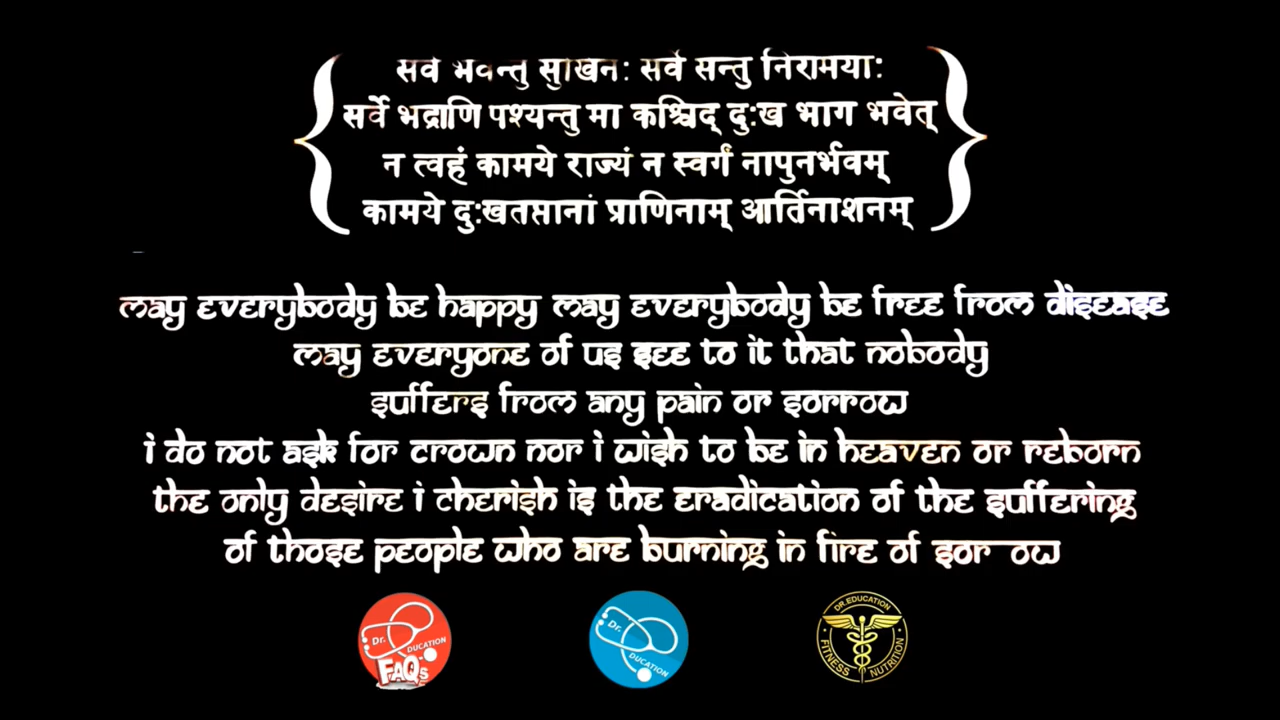 सर्वे भवन्तु सुखिन: सर्वे सन्तु निरामया:
सर्वे भद्राणि पश्यन्तु मा कश्चिद् दु:ख भाग भवेत्
न त्वहं कामये राज्यं न स्वर्गं नापुनर्भवम्
कामये दु:खतप्तानां प्राणिनाम् आर्तिनाशनम्
may everybody be happy may everybody be free from disease
may everyone of us see to it that nobody
suffers from any pain or sorrow
i do not ask for crown nor i wish to be in heaven or reborn
the only desire i cherish is the eradication of the suffering
of those people who are burning in fire of sor ow
Dr. DUCATION FAQs
Dr. DUCATION
DR.EDUCATION FITNESS NUTRITION